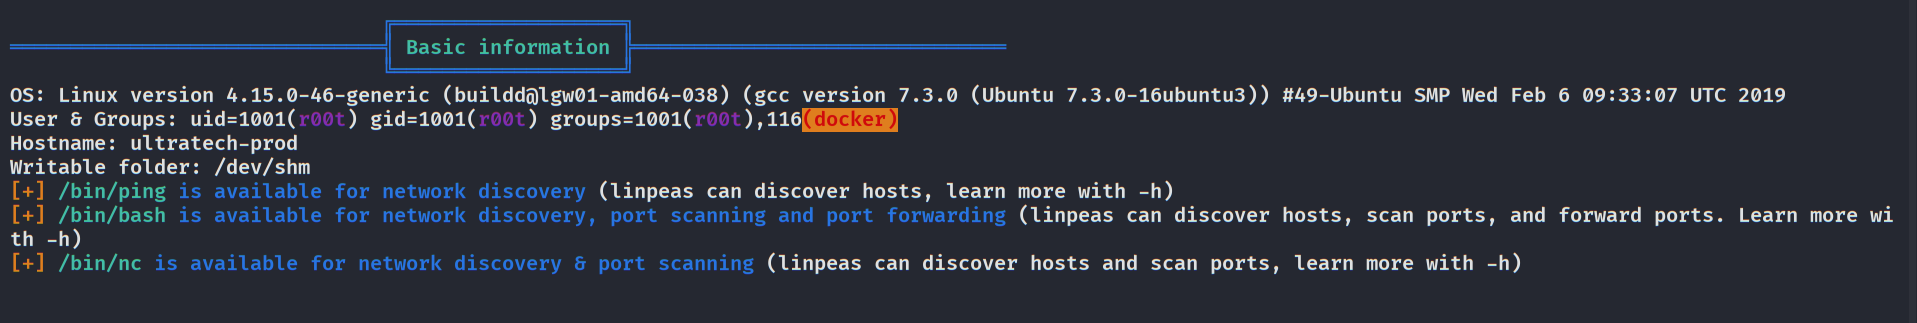 Basic information
OS: Linux version 4.15.0-46-generic (buildd@lgw01-amd64-038) (gcc version 7.3.0 (Ubuntu 7.3.0-16ubuntu3)) #49-Ubuntu SMP Wed Feb 6 09:33:07 UTC 2019
User & Groups: uid=1001(r00t) gid=1001(r00t) groups=1001(r00t),116(docker)
Hostname: ultratech-prod
Writable folder: /dev/shm
[+] /bin/ping is available for network discovery (linpeas can discover hosts, learn more with -h)
[+] /bin/bash is available for network discovery, port scanning and port forwarding (linpeas can discover hosts, scan ports, and forward ports. Learn more wi
th -h)
[+] /bin/nc is available for network discovery & port scanning (linpeas can discover hosts and scan ports, learn more with -h)